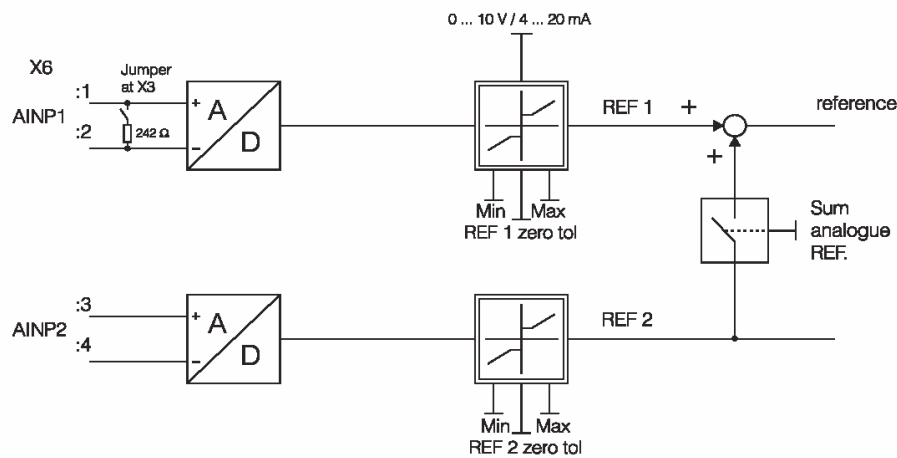 0 ... 10 V / 4 ... 20 mA
X6
Jumper
at X3
:1
AINP1
:2
242 Ω
+
A
−
D
REF 1
+
+
reference
Min
Max
REF 1 zero tol
Sum
analogue
REF.
:3
AINP2
:4
+
A
−
D
REF 2
Min
Max
REF 2 zero tol